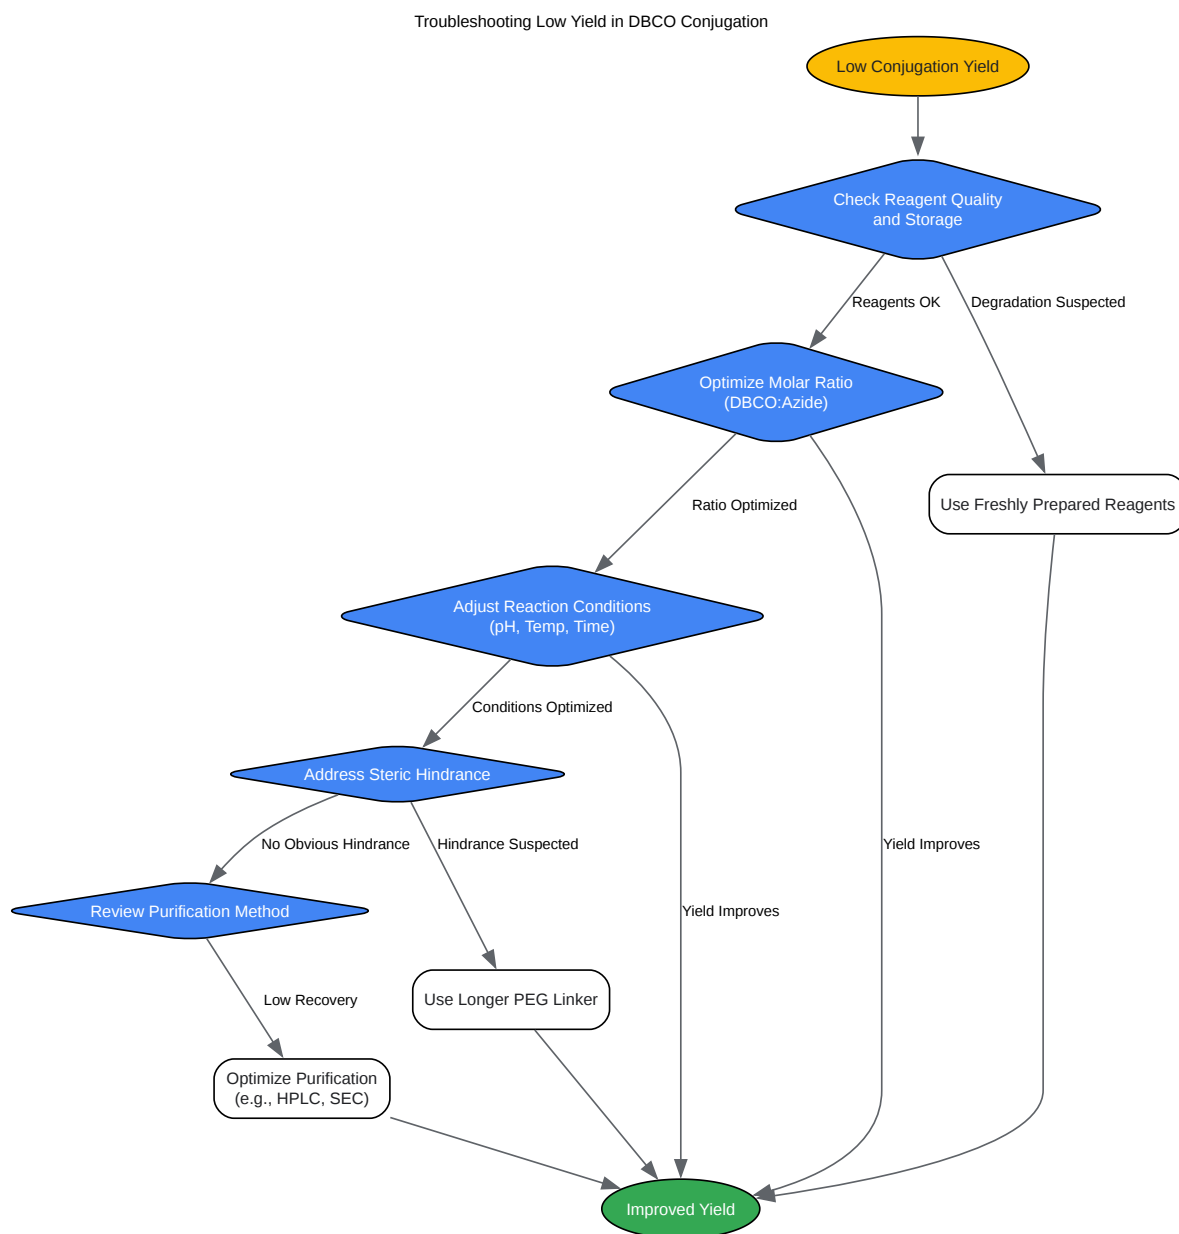 Troubleshooting Low Yield in DBCO Conjugation
Low Conjugation Yield
Check Reagent Quality
and Storage
Reagents OK
Degradation Suspected
Optimize Molar Ratio
(DBCO:Azide)
Ratio Optimized
Use Freshly Prepared Reagents
Adjust Reaction Conditions
(pH, Temp, Time)
Conditions Optimized
Address Steric Hindrance
No Obvious Hindrance
Hindrance Suspected
Yield Improves
Review Purification Method
Yield Improves
Low Recovery
Use Longer PEG Linker
Optimize Purification
(e.g., HPLC, SEC)
Improved Yield